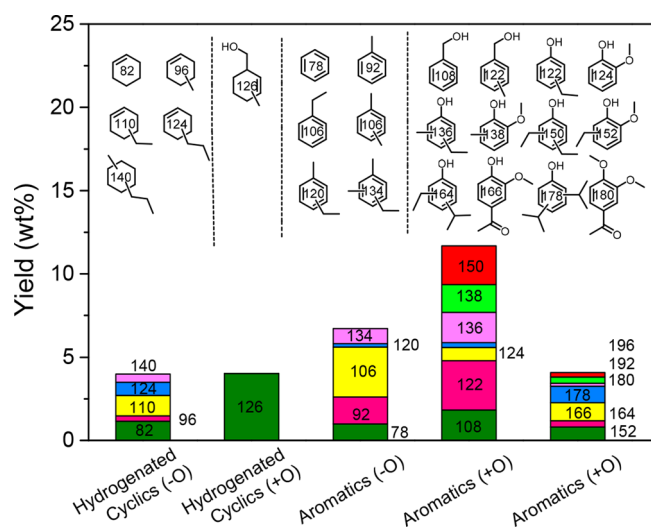 25
20
15
10
5
0
Yield (wt%)
82
96
110
124
140
HO
126
78
92
106
106
120
134
OH
OH
OH
OH
O
108
122
122
124
OH
OH
O
OH
OH
O
136
138
150
152
OH
OH
O
OH
O
O
164
166
178
180
O
O
140
124
110
96
82
126
134
120
106
92
78
150
138
136
124
122
108
196
192
180
178
166
164
152
Hydrogenated
Cyclics (-O)
Hydrogenated
Cyclics (+O)
Aromatics (-O)
Aromatics (+O)
Aromatics (+O)